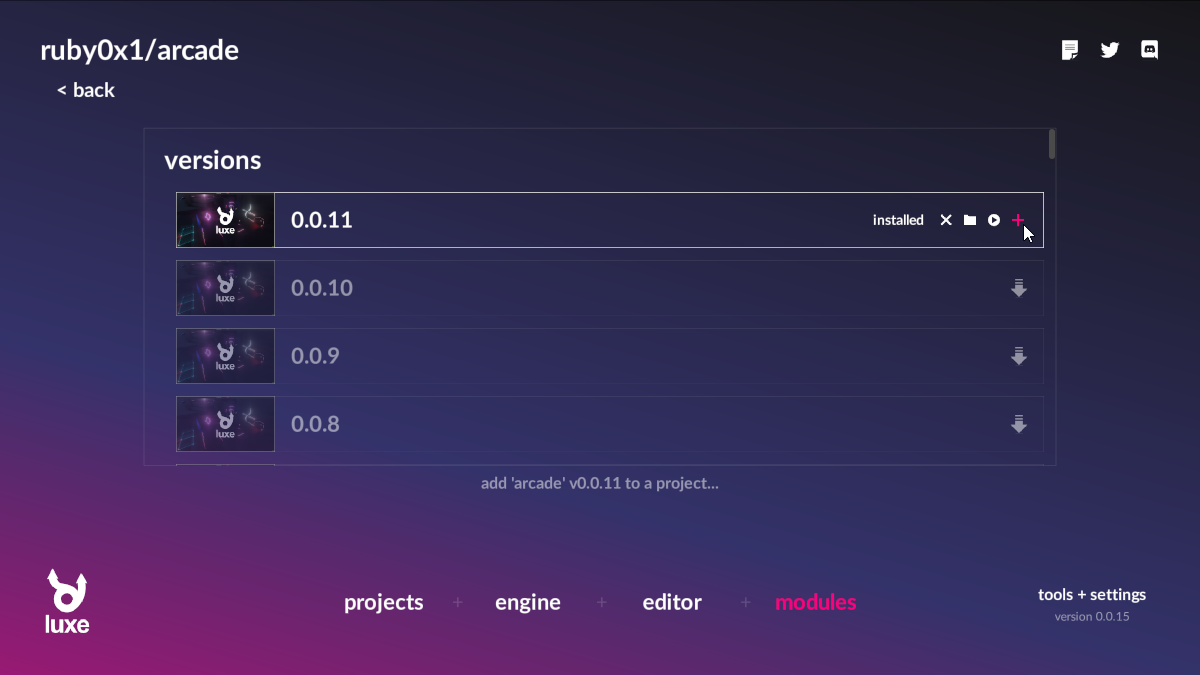 ruby0x1/arcade
< back
versions
luxe 0.0.11 installed
luxe 0.0.10
luxe 0.0.9
luxe 0.0.8
add 'arcade' v0.0.11 to a project...
luxe
projects + engine + editor + modules
tools + settings
version 0.0.15